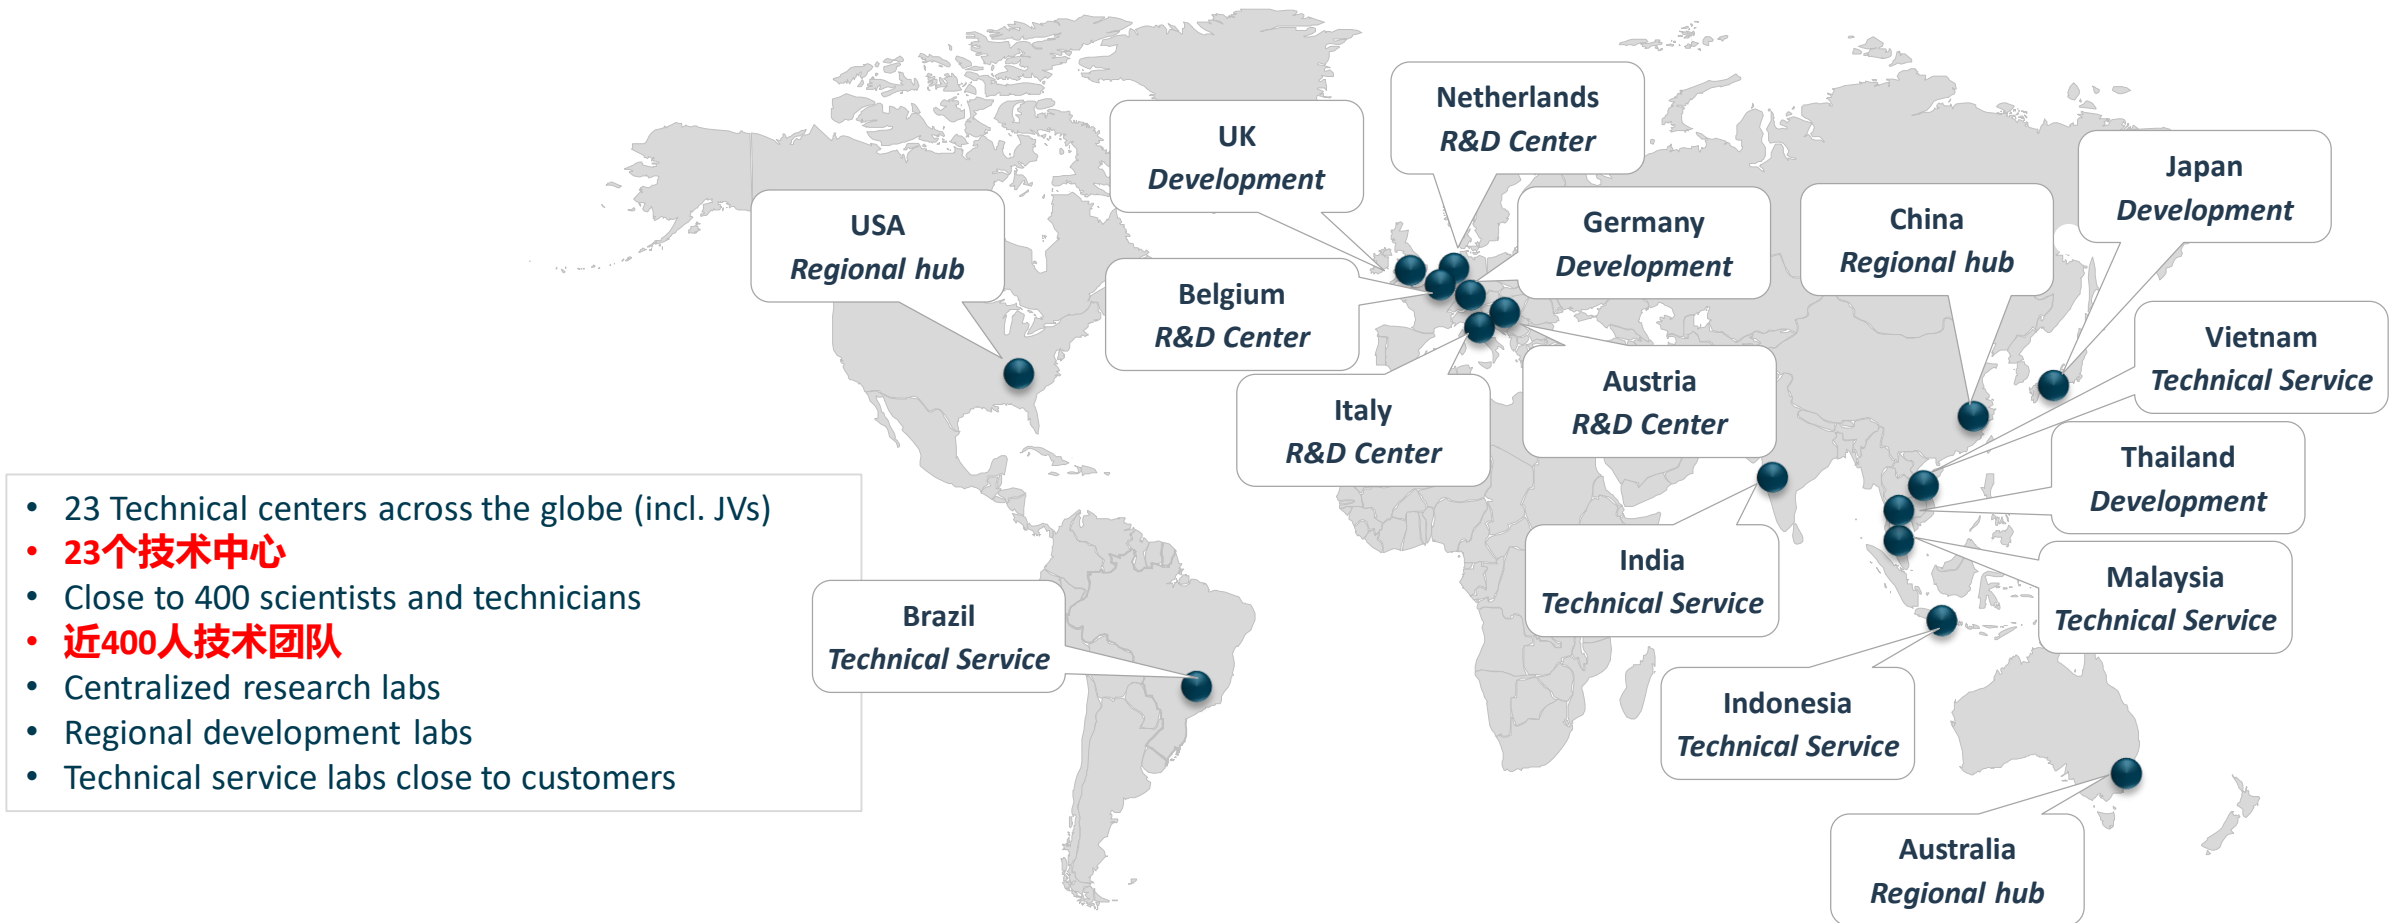 Netherlands
R&D Center
UK
Development
Japan
Development
USA
Regional hub
Germany
Development
China
Regional hub
Belgium
R&D Center
Vietnam
Technical Service
Italy
R&D Center
Austria
R&D Center
Thailand
Development
• 23 Technical centers across the globe (incl. JVs)
• 23个技术中心
• Close to 400 scientists and technicians
• 近400人技术团队
• Centralized research labs
• Regional development labs
• Technical service labs close to customers
India
Technical Service
Malaysia
Technical Service
Brazil
Technical Service
Indonesia
Technical Service
Australia
Regional hub